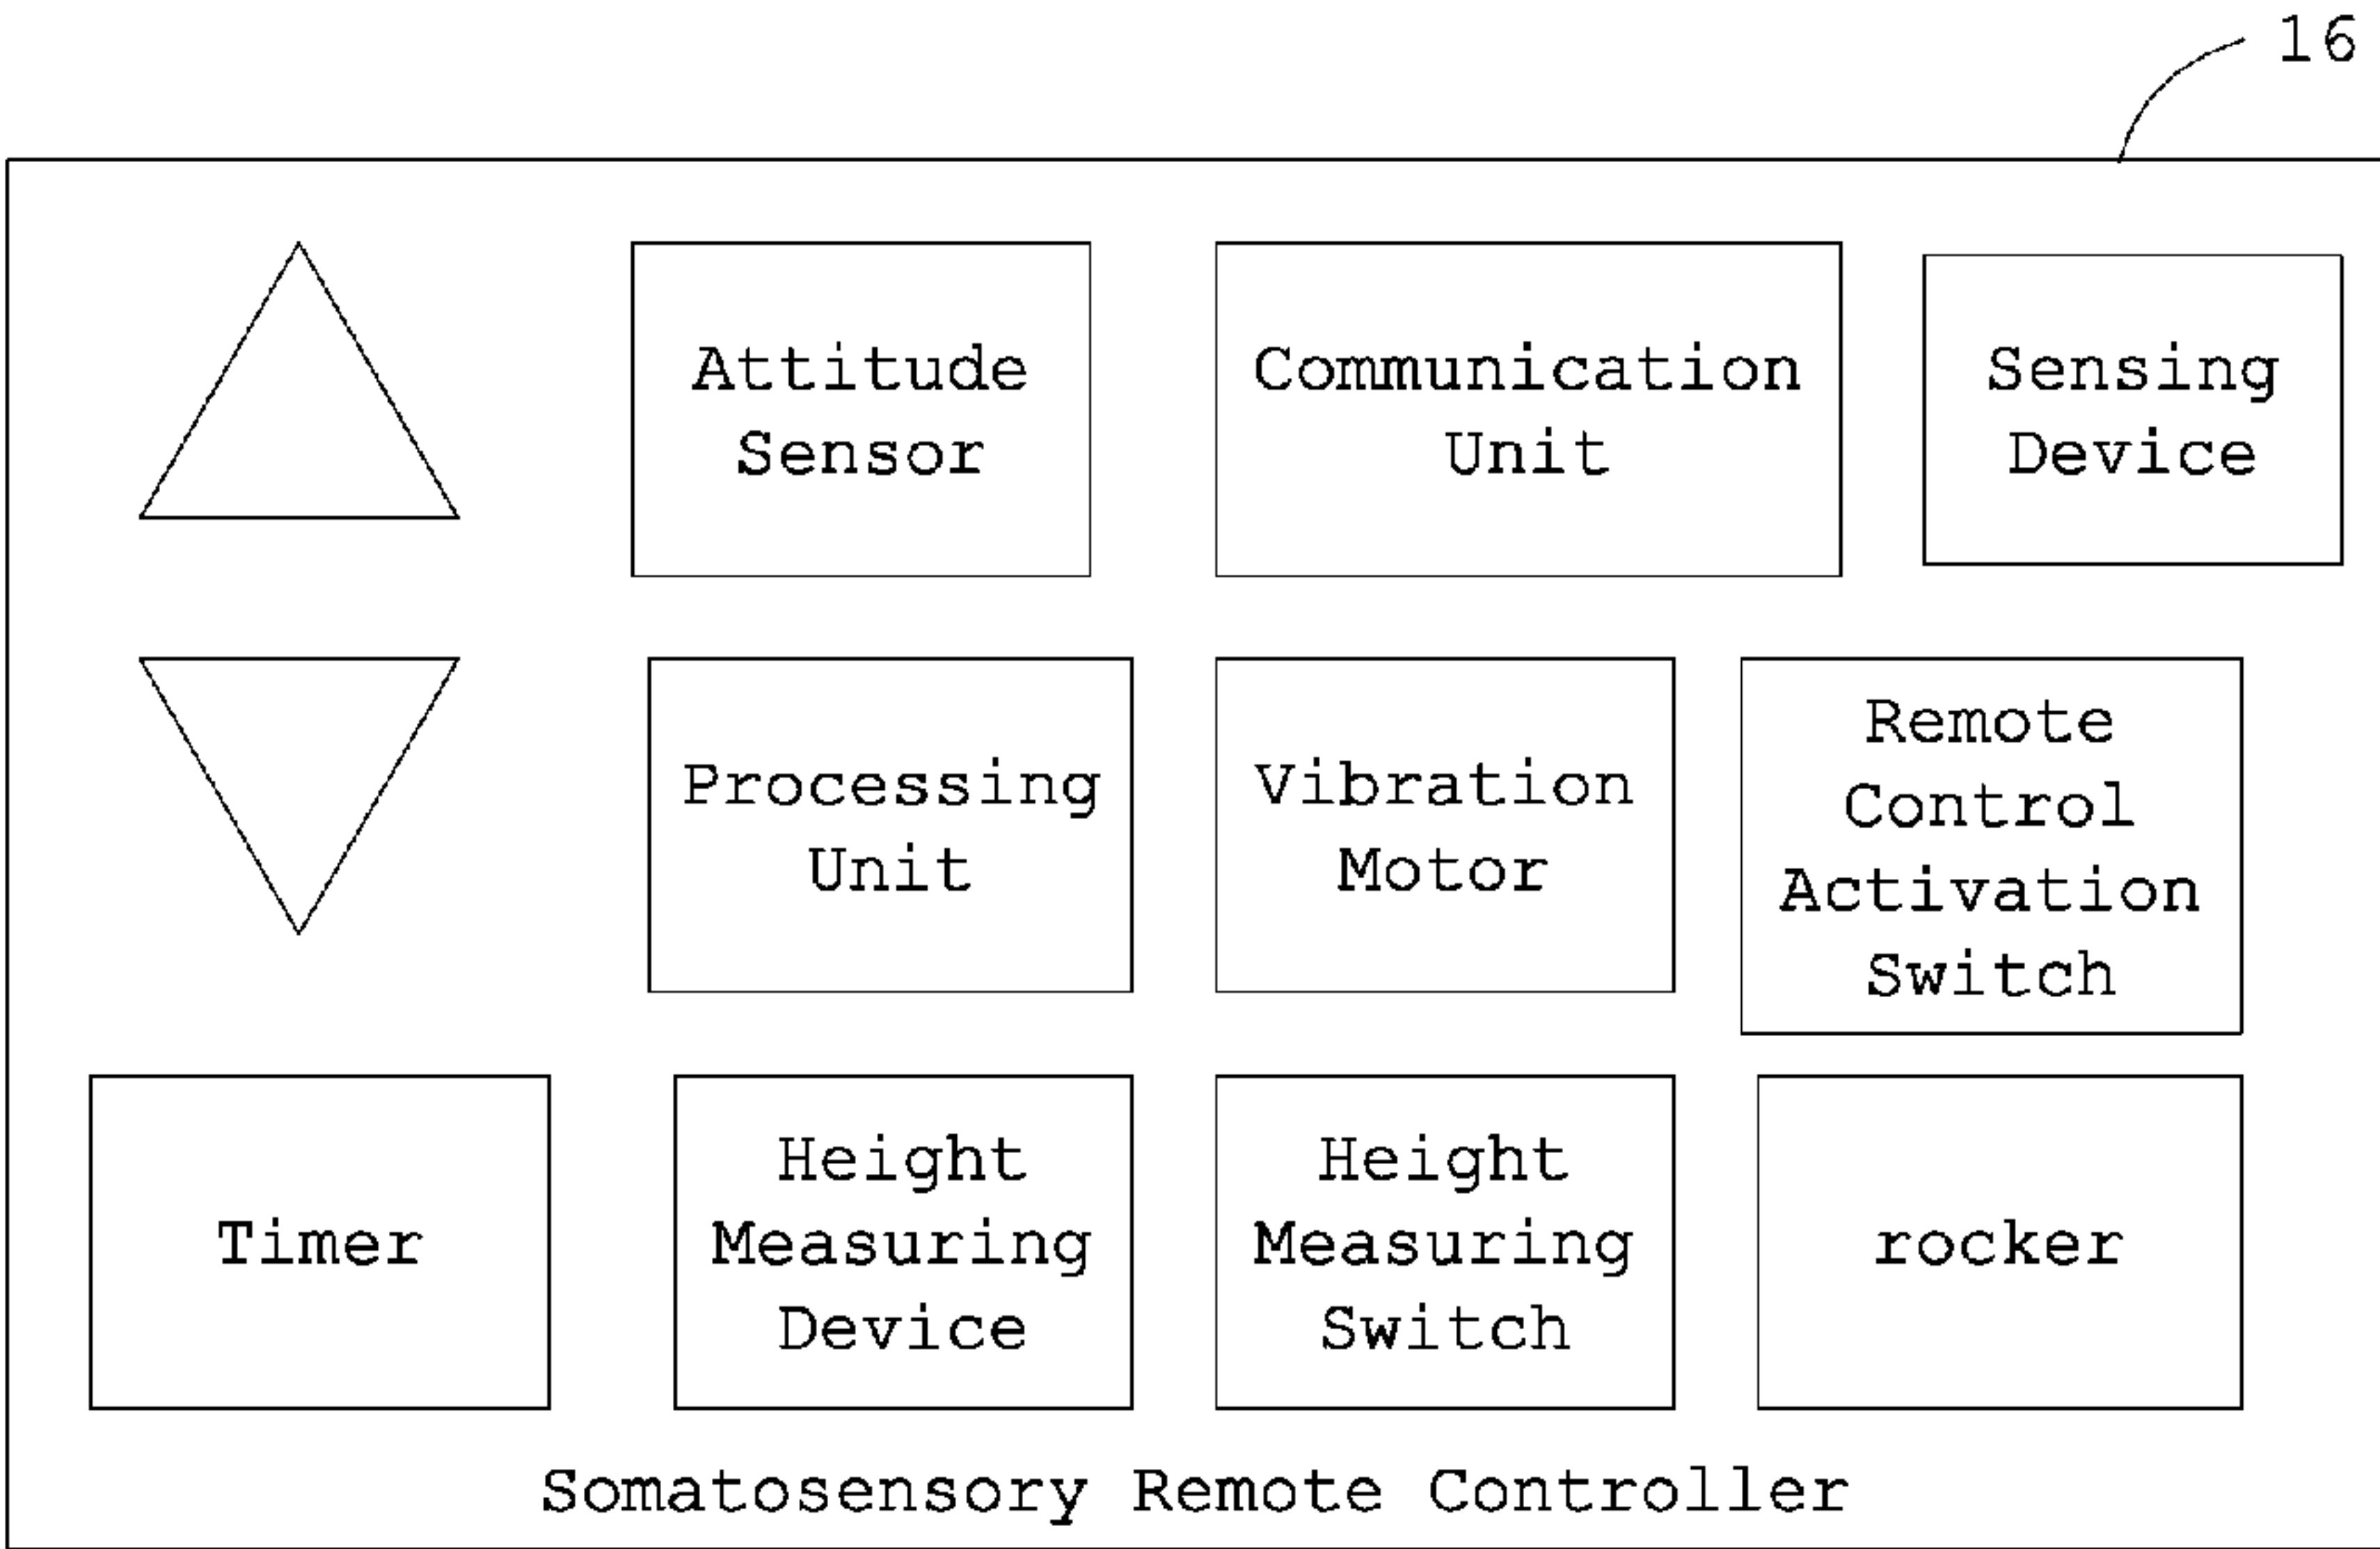 16
Attitude
Sensor
Communication
Unit
Sensing
Device
Processing
Unit
Vibration
Motor
Remote
Control
Activation
Switch
Timer
Height
Measuring
Device
Height
Measuring
Switch
rocker
Somatosensory Remote Controller